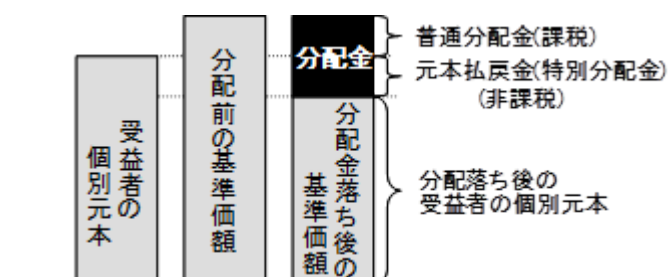 受益者の
個別元本
分配前の基準価額
分配金
分配金落ち後の
基準価額
普通分配金(課税)
元本払戻金(特別分配金)
(非課税)
分配落ち後の
受益者の個別元本